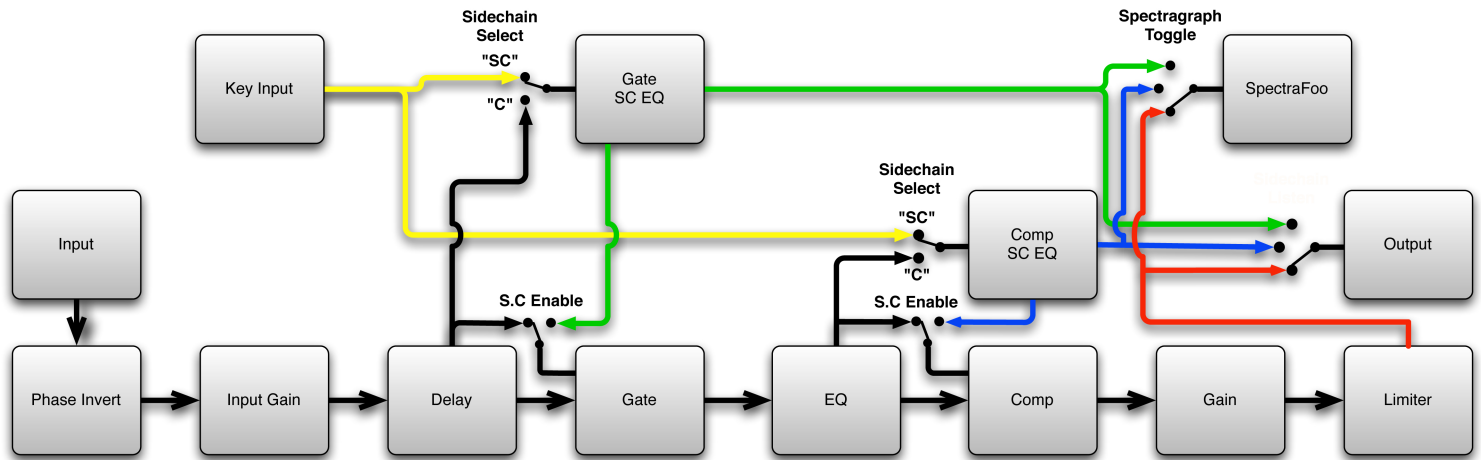 Sidechain
Select
"SC"
"C"
Key Input
Gate
SC EQ
Spectragraph
Toggle
SpectraFoo
Input
Sidechain
Select
"SC"
"C"
Comp
SC EQ
Output
S.C Enable
S.C Enable
Phase Invert
Input Gain
Delay
Gate
EQ
Comp
Gain
Limiter